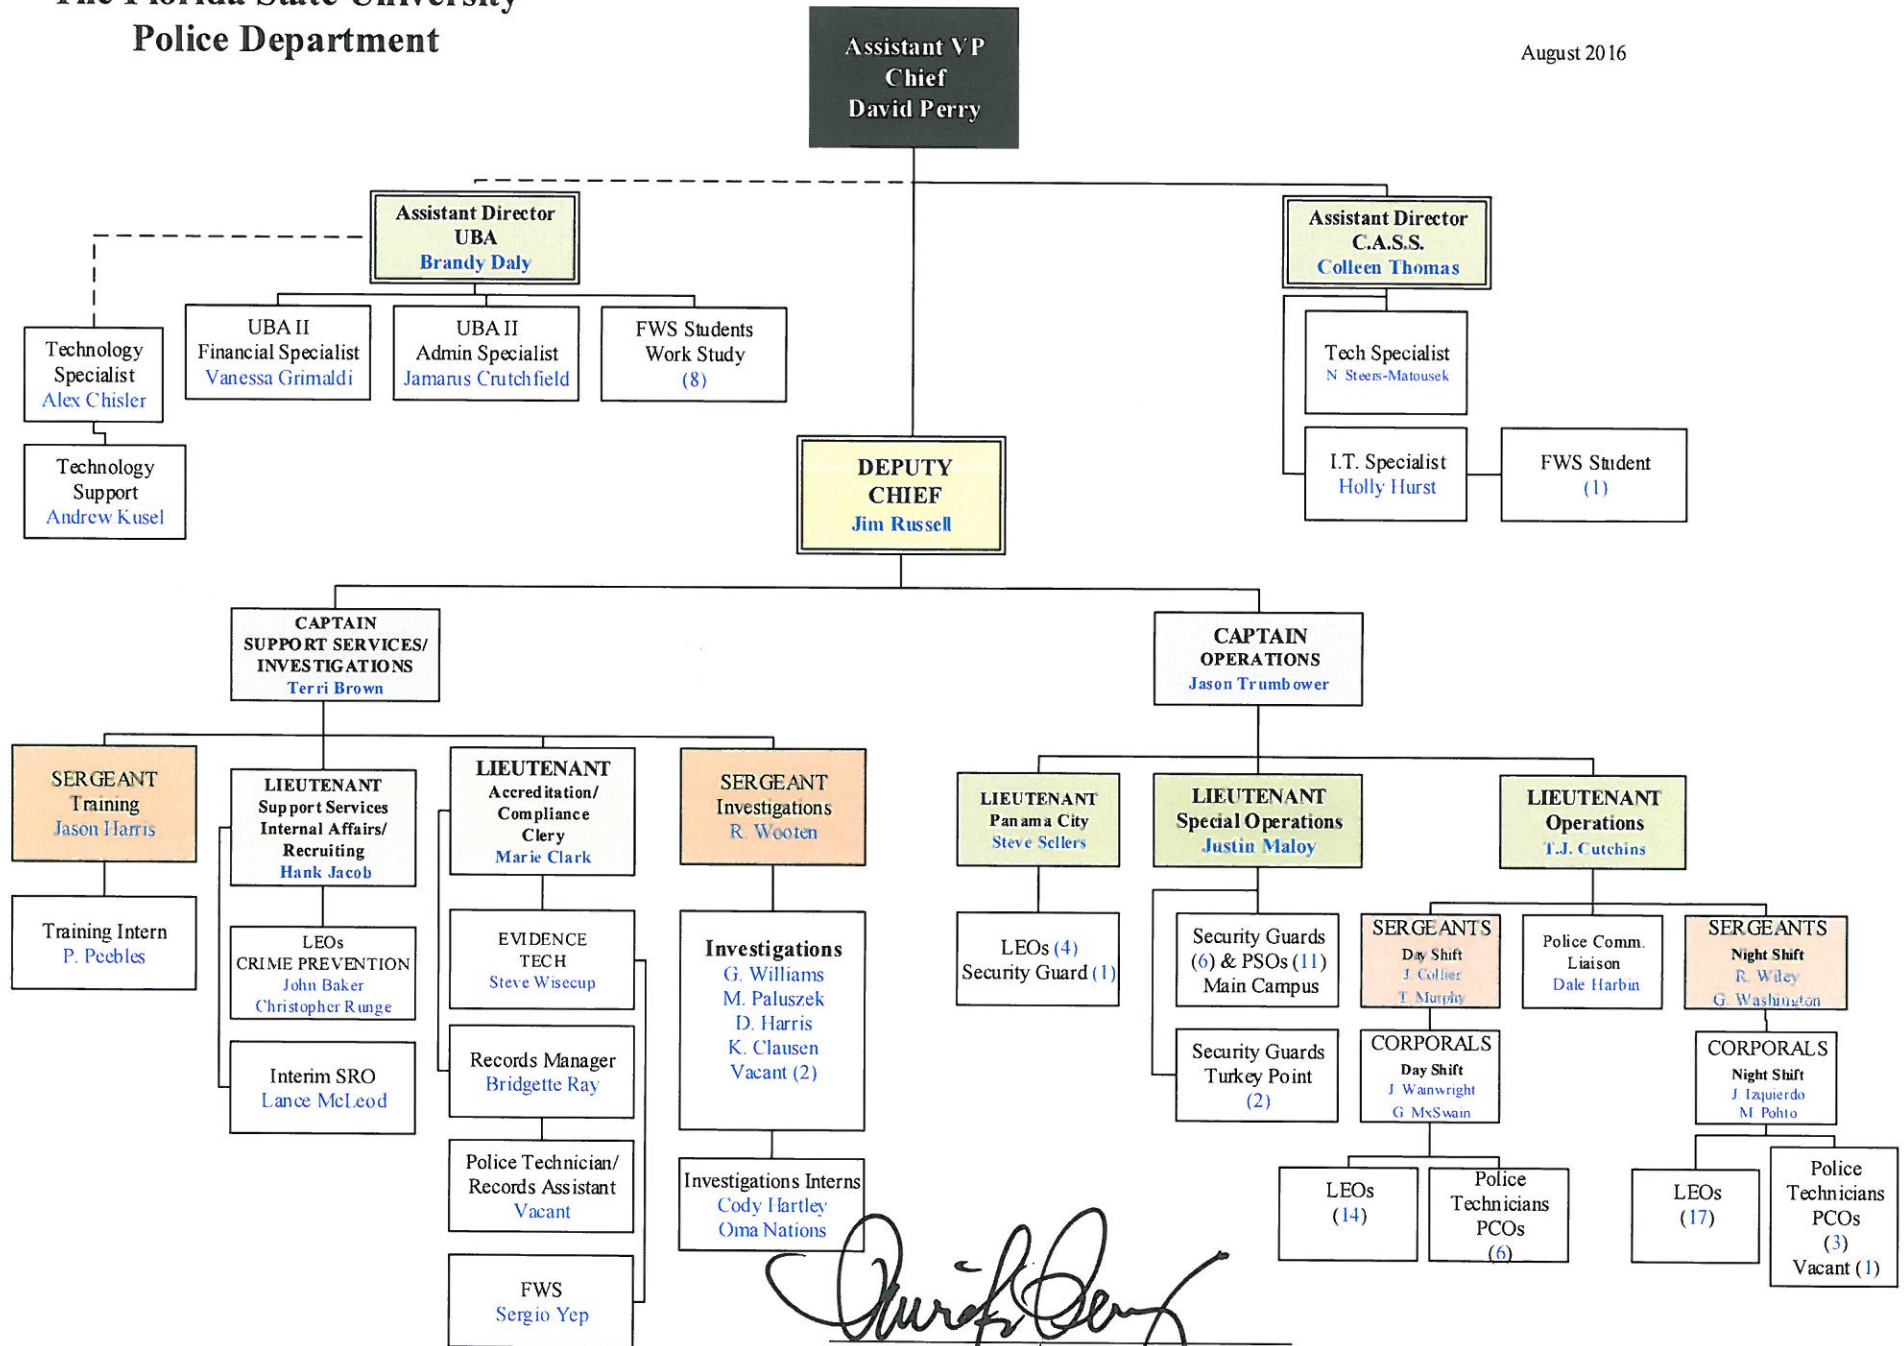 The Florida State University
Police Department
August 2016
Assistant VP
Chief
David Perry
Assistant Director
UBA
Brandy Daly
Assistant Director
C.A.S.S.
Colleen Thomas
Technology
Specialist
Alex Chisler
UBA II
Financial Specialist
Vanessa Grimaldi
UBA II
Admin Specialist
Jamarus Crutchfield
FWS Students
Work Study
(8)
Tech Specialist
N Steers-Matousek
Technology
Support
Andrew Kusel
I.T. Specialist
Holly Hurst
FWS Student
(1)
DEPUTY
CHIEF
Jim Russell
CAPTAIN
SUPPORT SERVICES/
INVESTIGATIONS
Terri Brown
CAPTAIN
OPERATIONS
Jason Trumbower
SERGEANT
Training
Jason Harris
LIEUTENANT
Support Services
Internal Affairs/
Recruiting
Hank Jacob
LIEUTENANT
Accreditation/
Compliance
Clery
Marie Clark
SERGEANT
Investigations
R. Wooten
LIEUTENANT
Panama City
Steve Sellers
LIEUTENANT
Special Operations
Justin Maloy
LIEUTENANT
Operations
T.J. Cutchins
Training Intern
P. Peebles
LEOs
CRIME PREVENTION
John Baker
Christopher Runge
EVIDENCE
TECH
Steve Wisecup
Investigations
G. Williams
M. Paluszek
D. Harris
K. Clausen
Vacant (2)
LEOs (4)
Security Guard (1)
Security Guards
(6) & PSOs (11)
Main Campus
SERGEANTS
Day Shift
J. Collier
T. Murphy
Police Comm.
Liaison
Dale Harbin
SERGEANTS
Night Shift
R. Wiley
G. Washington
Interim SRO
Lance McLeod
Records Manager
Bridgette Ray
Security Guards
Turkey Point
(2)
CORPORALS
Day Shift
J. Wainwright
G MxSwain
CORPORALS
Night Shift
J. Izquierdo
M Pohto
Police Technician/
Records Assistant
Vacant
Investigations Interns
Cody Hartley
Oma Nations
LEOs
(14)
Police
Technicians
PCOs
(6)
LEOs
(17)
Police
Technicians
PCOs
(3)
Vacant (1)
FWS
Sergio Yep